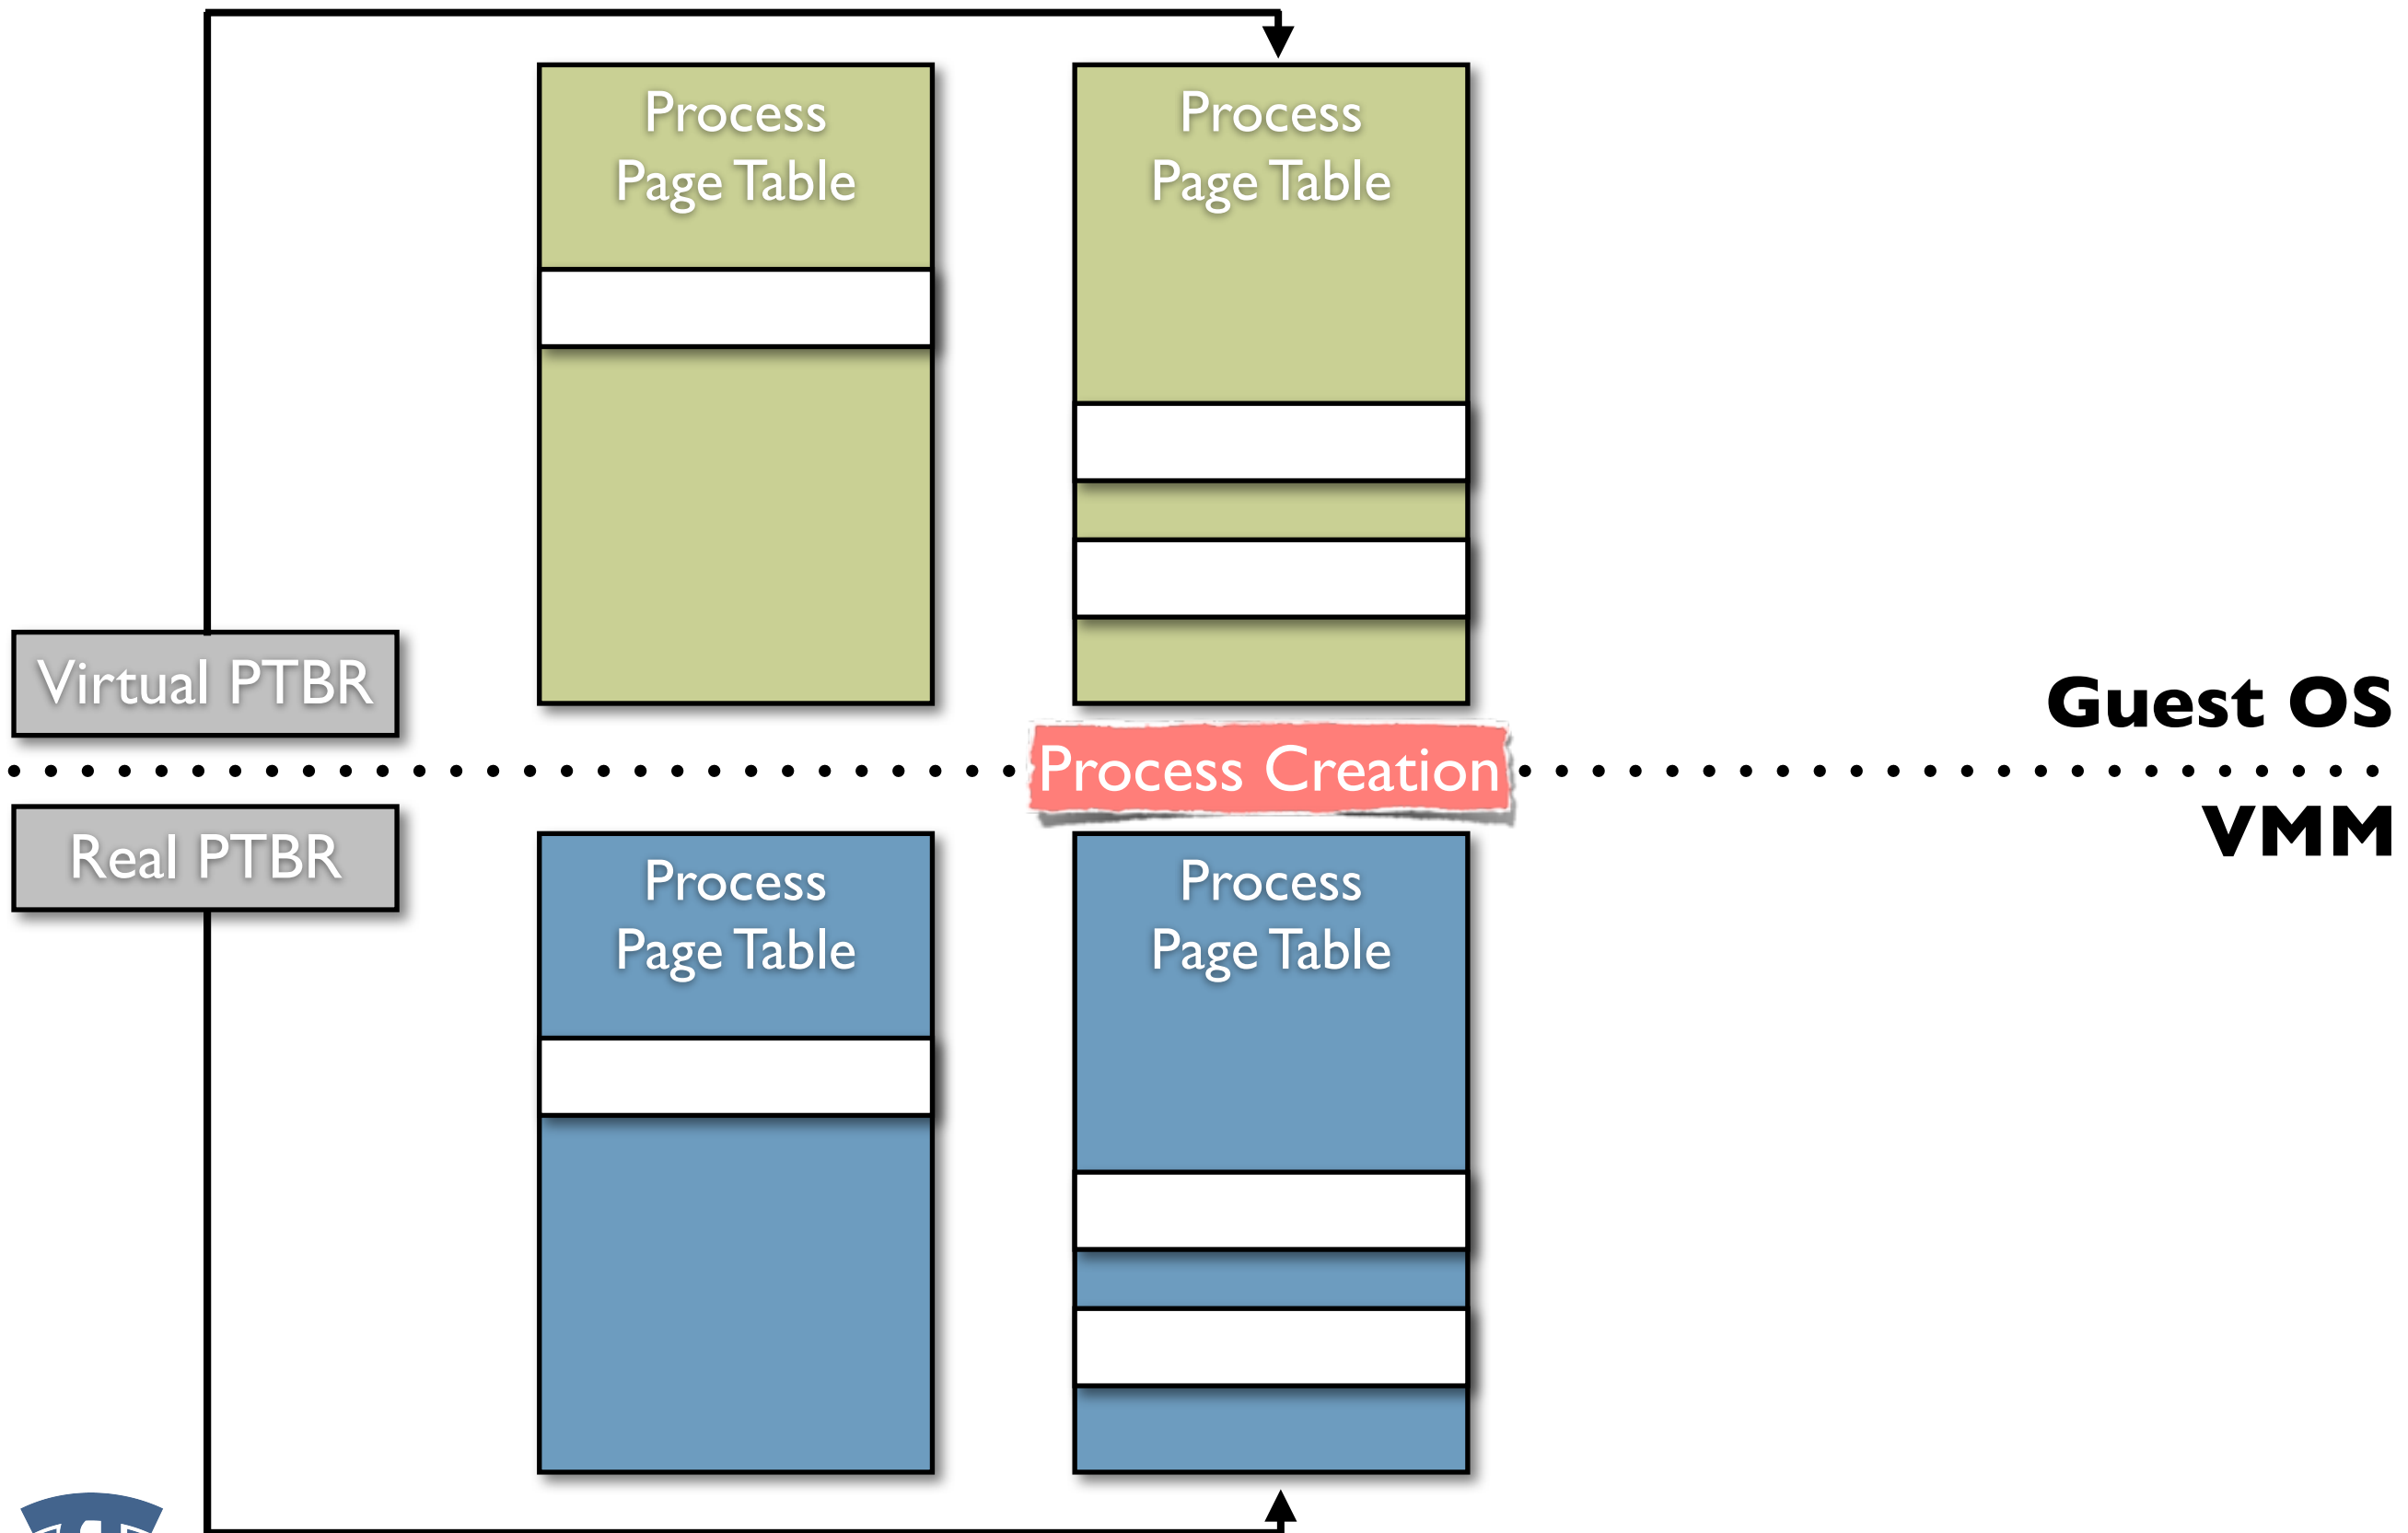 Process
Page Table
Process
Page Table
Virtual PTBR
Guest OS
Process Creation
Real PTBR
VMM
Process
Page Table
Process
Page Table